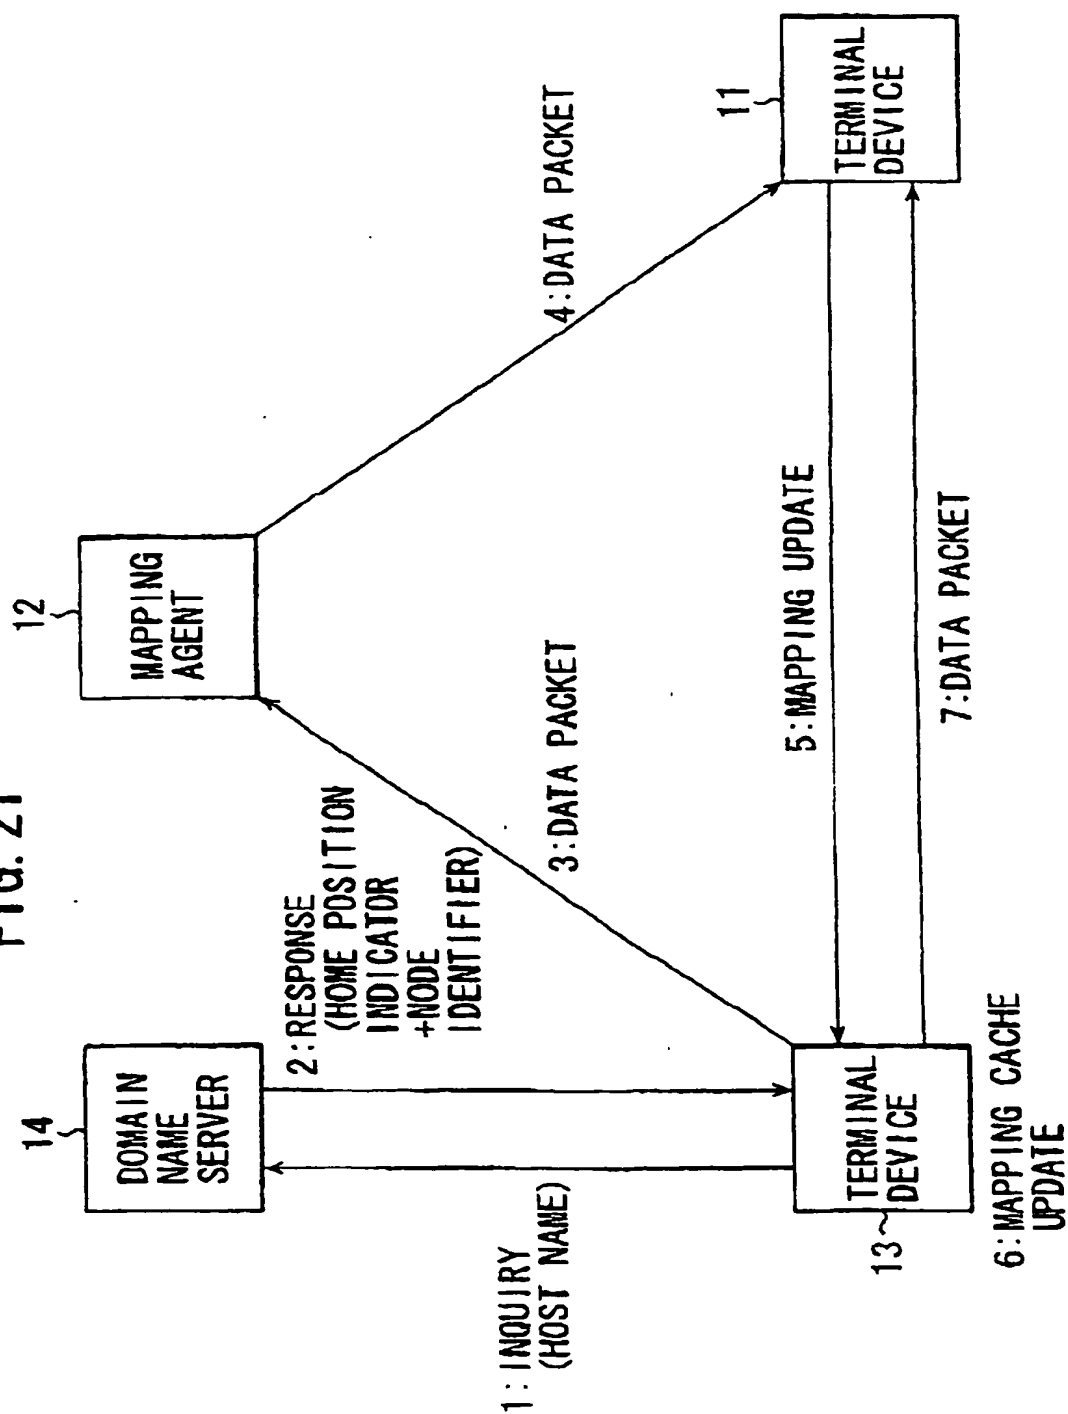 FIG. 21
14
DOMAIN
NAME
SERVER
12
MAPPING
AGENT
11
TERMINAL
DEVICE
1:INQUIRY
(HOST NAME)
2:RESPONSE
(HOME POSITION
INDICATOR
+NODE
IDENTIFIER)
3:DATA PACKET
4:DATA PACKET
5:MAPPING UPDATE
7:DATA PACKET
13
TERMINAL
DEVICE
6:MAPPING CACHE
UPDATE